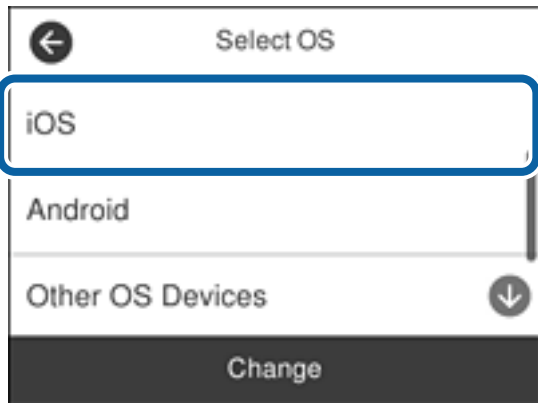 Select OS
iOS
Android
Other OS Devices
Change